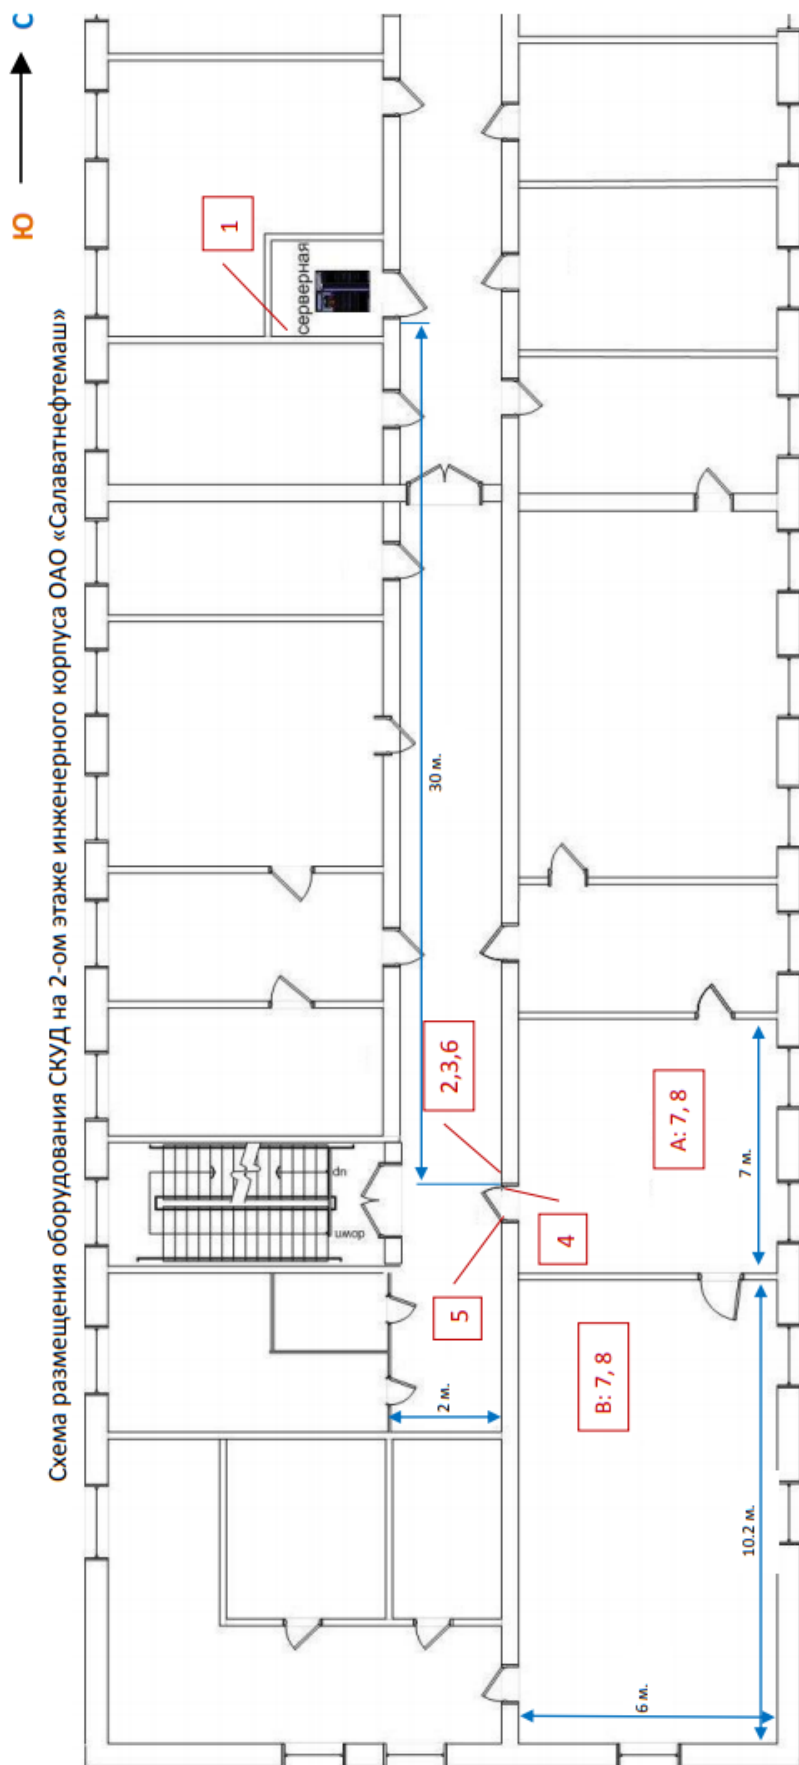 Схема размещения оборудования СКУД на 2-ом этаже инженерного корпуса ОАО «Салаватнефтемаш»
Ю
С
1
серверная
30 м.
2,3,6
up
down
4
5
2 м.
А: 7, 8
7 м.
В: 7, 8
10.2 м.
6 м.